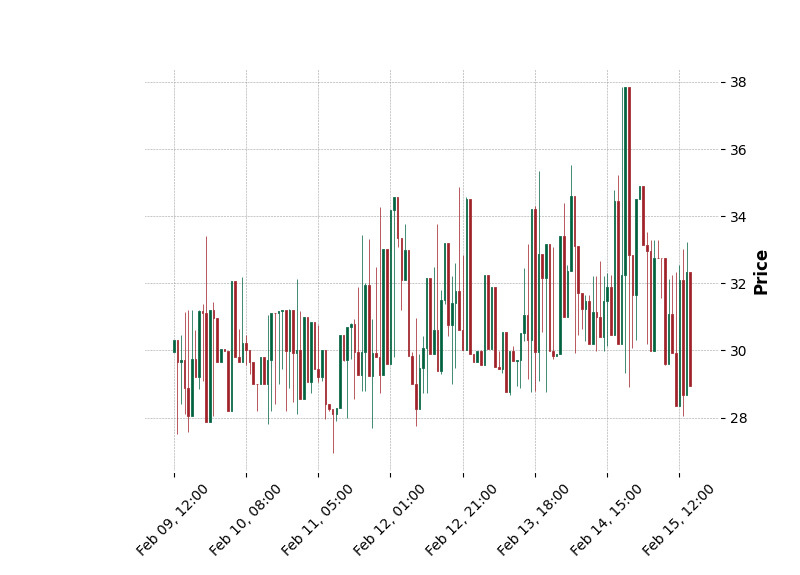 38
36
34
32
30
28
Price
Feb 09, 12:00
Feb 10, 08:00
Feb 11, 05:00
Feb 12, 01:00
Feb 12, 21:00
Feb 13, 18:00
Feb 14, 15:00
Feb 15, 12:00